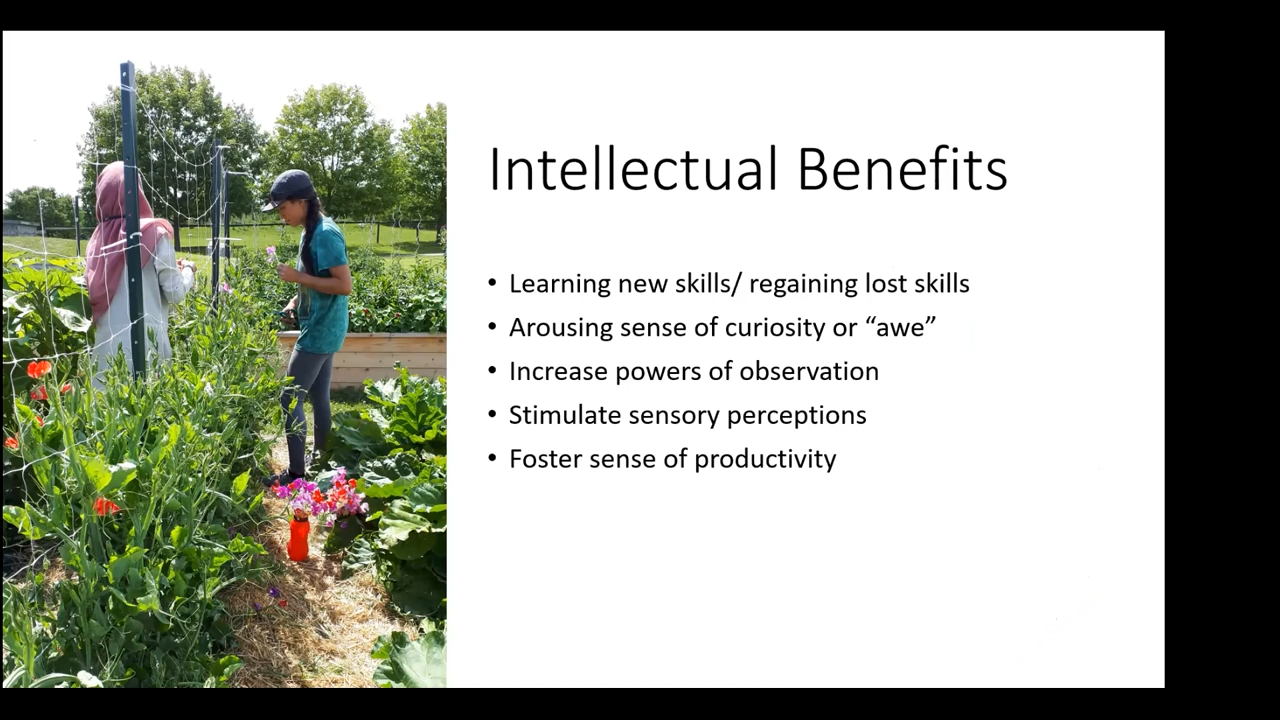 Intellectual Benefits
• Learning new skills/ regaining lost skills
• Arousing sense of curiosity or “awe”
• Increase powers of observation
• Stimulate sensory perceptions
• Foster sense of productivity